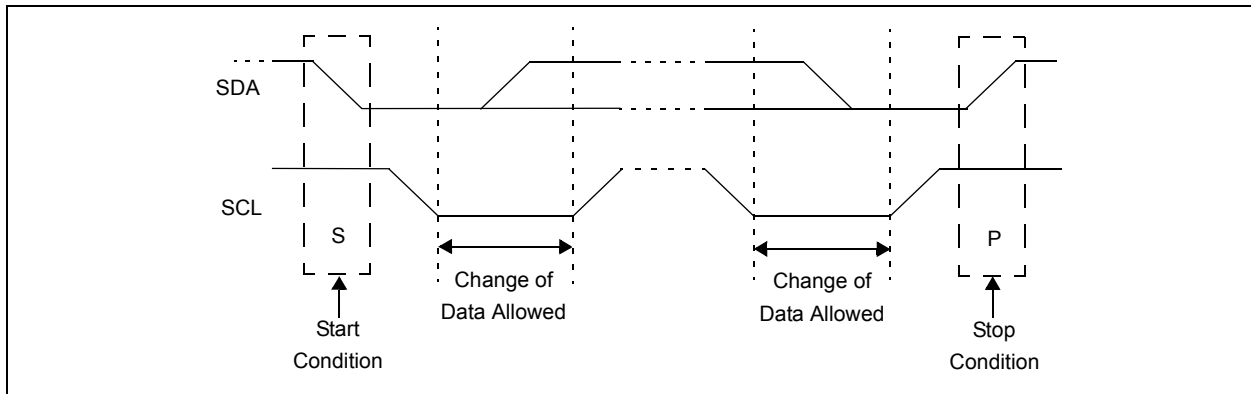 SDA
SCL
S
P
Change of
Data Allowed
Change of
Data Allowed
Start
Condition
Stop
Condition